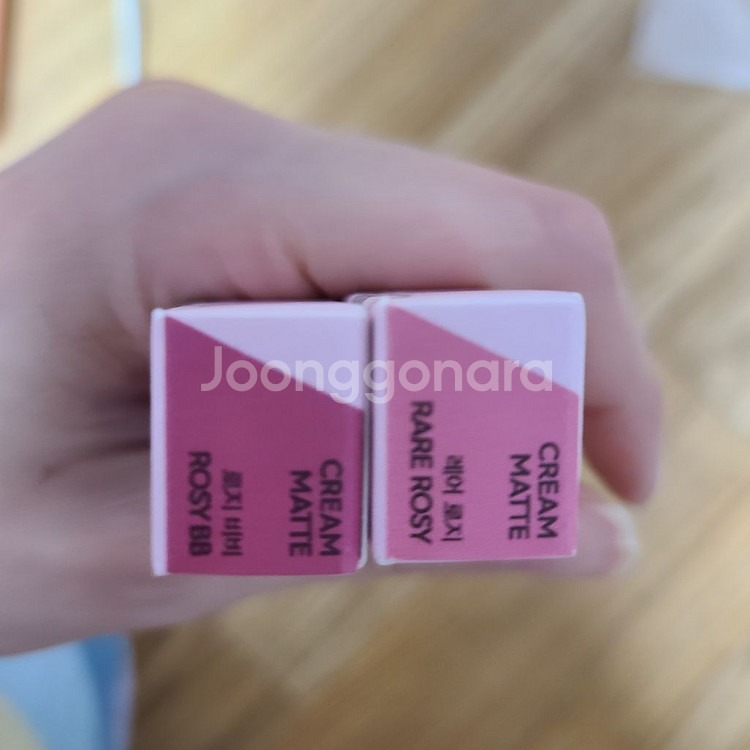 Joonggonara
CREAM
MATTE
로지 비비
ROSY BB
CREAM
MATTE
레어 로지
RARE ROSY